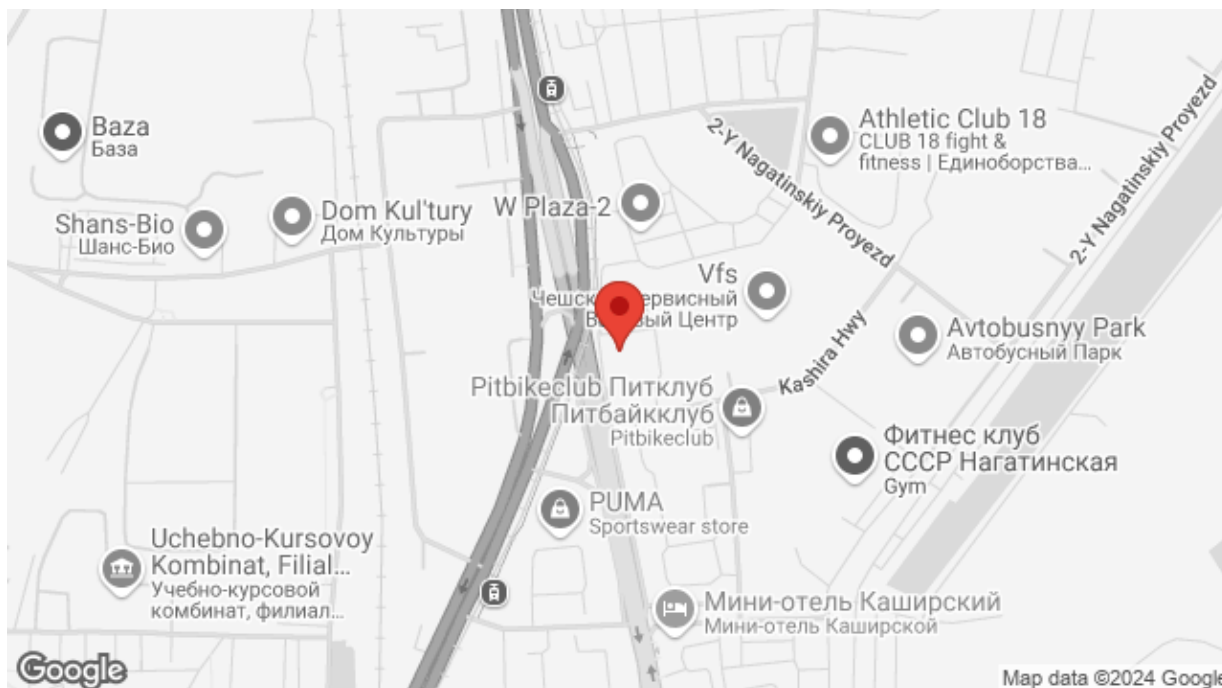 Baza
База
Shans-Bio
Шанс-Био
Dom Kul'tury
Дом Культуры
W Plaza-2
2-Y Nagatinskiy Proyezd
Athletic Club 18
CLUB 18 fight &
fitness | Единоборства...
2-Y Nagatinskiy Proyezd
Vfs
Центр
Kashira Hwy
Avtobusnyy Park
Автобусный Парк
Pitbikeclub Питклуб
Питбайкклуб
Pitbikeclub
Фитнес клуб
СССР Нагатинская
Gym
PUMA
Sportswear store
Uchebno-Kursovoy
Kombinat, Filial...
Учебно-курсовой
комбинат, филиал...
Мини-отель Каширский
Мини-отель Каширской
Google
Map data ©2024 Google